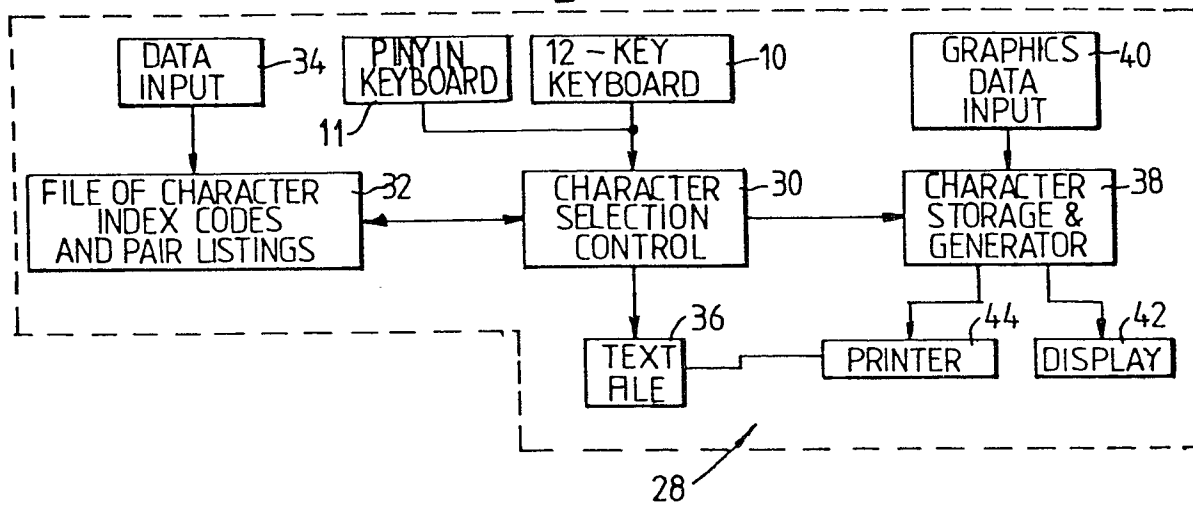 DATA
INPUT
34
PINYIN
KEYBOARD
11
12-KEY
KEYBOARD
10
GRAPHICS
DATA
INPUT
40
FILE OF CHARACTER
INDEX CODES
AND PAIR LISTINGS
32
CHARACTER
SELECTION
CONTROL
30
CHARACTER
STORAGE &
GENERATOR
38
TEXT
FILE
36
PRINTER
44
DISPLAY
42
28